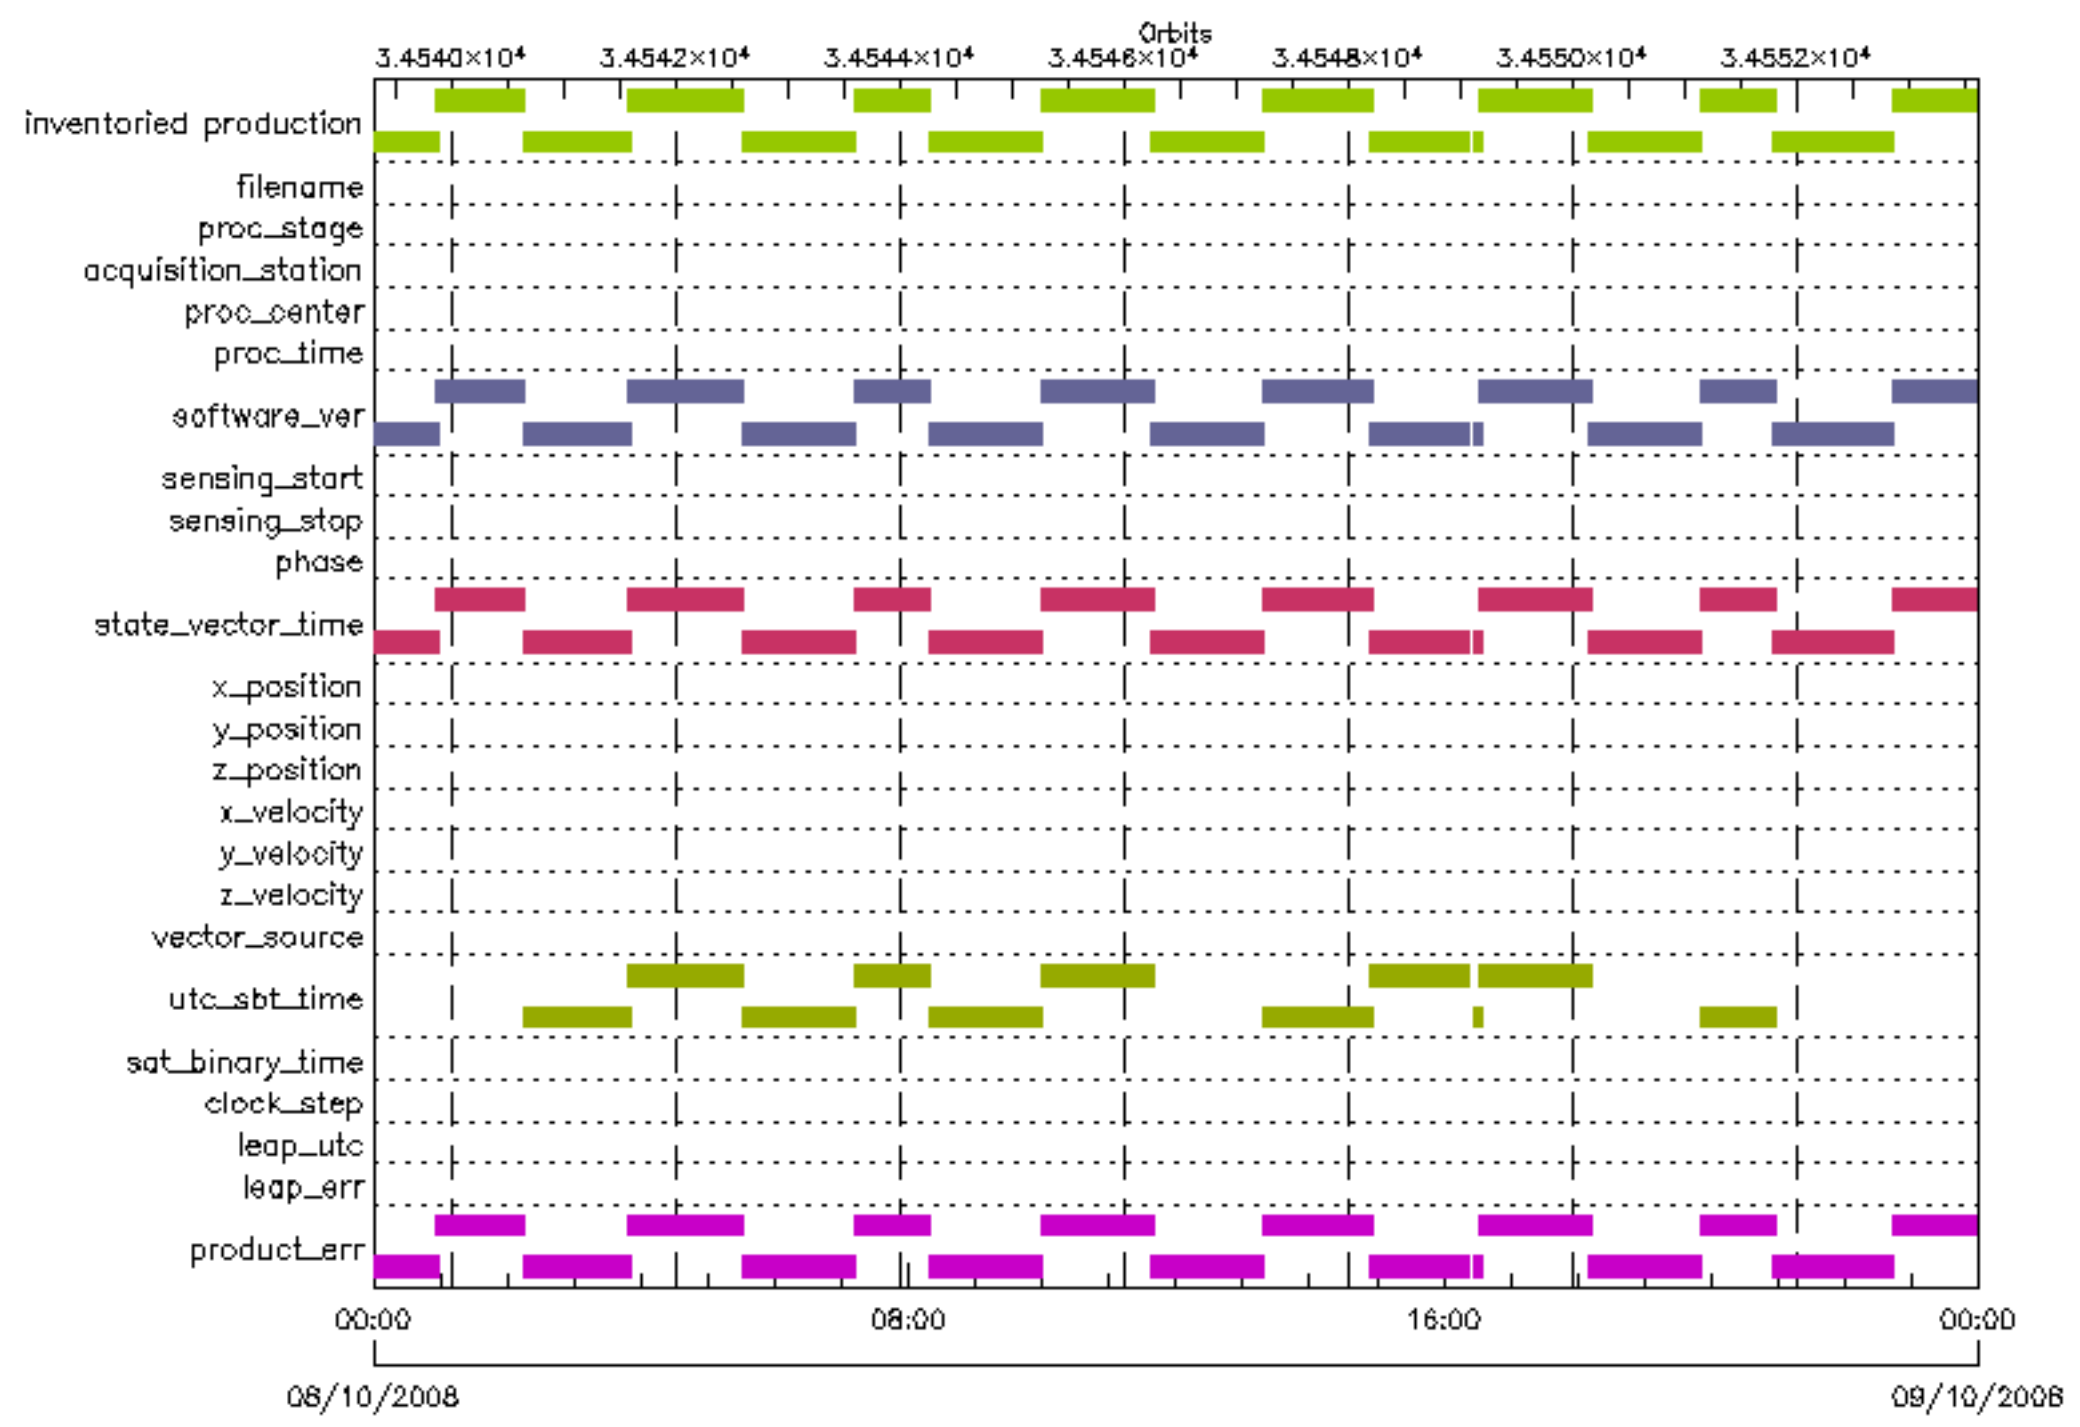 Orbits
3.4540×10⁴ 3.4542×10⁴ 3.4544×10⁴ 3.4546×10⁴ 3.4548×10⁴ 3.4550×10⁴ 3.4552×10⁴
inventoried production
filename
proc_stage
acquisition_station
proc_center
proc_time
software_ver
sensing_start
sensing_stop
phase
state_vector_time
x_position
y_position
z_position
x_velocity
y_velocity
z_velocity
vector_source
utc_sbt_time
sat_binary_time
clock_step
leap_utc
leap_err
product_err
00:00 08:00 16:00 00:00
08/10/2008 09/10/2008